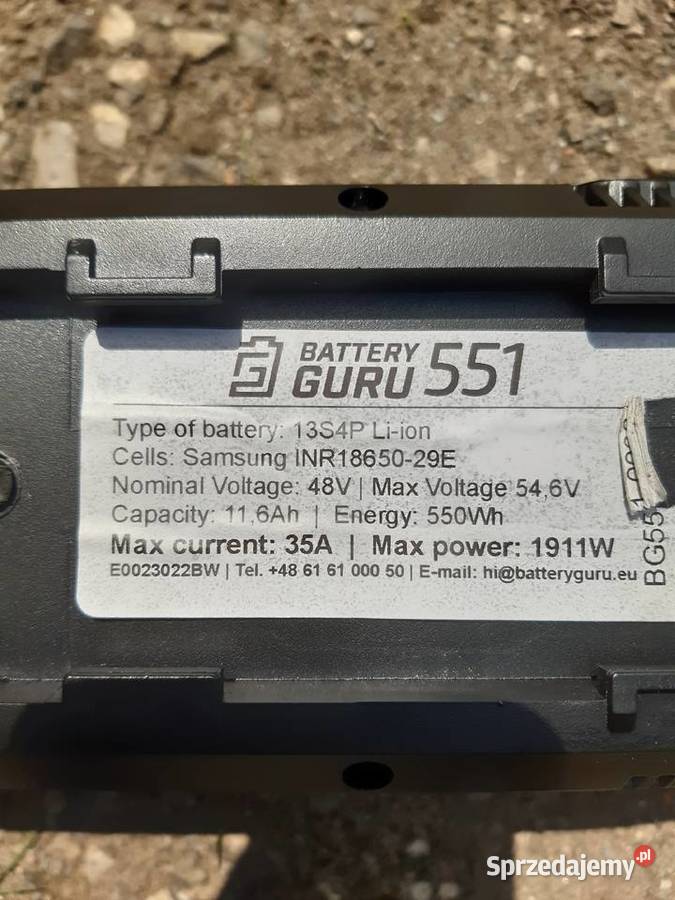 BATTERY GURU 551
Type of battery: 13S4P Li-ion
Cells: Samsung INR18650-29E
Nominal Voltage: 48V | Max Voltage 54,6V
Capacity: 11,6Ah | Energy: 550Wh
Max current: 35A | Max power: 1911W
E0023022BW | Tel. +48 61 61 000 50 | E-mail: hi@batteryguru.eu
Sprzedajemy.pl